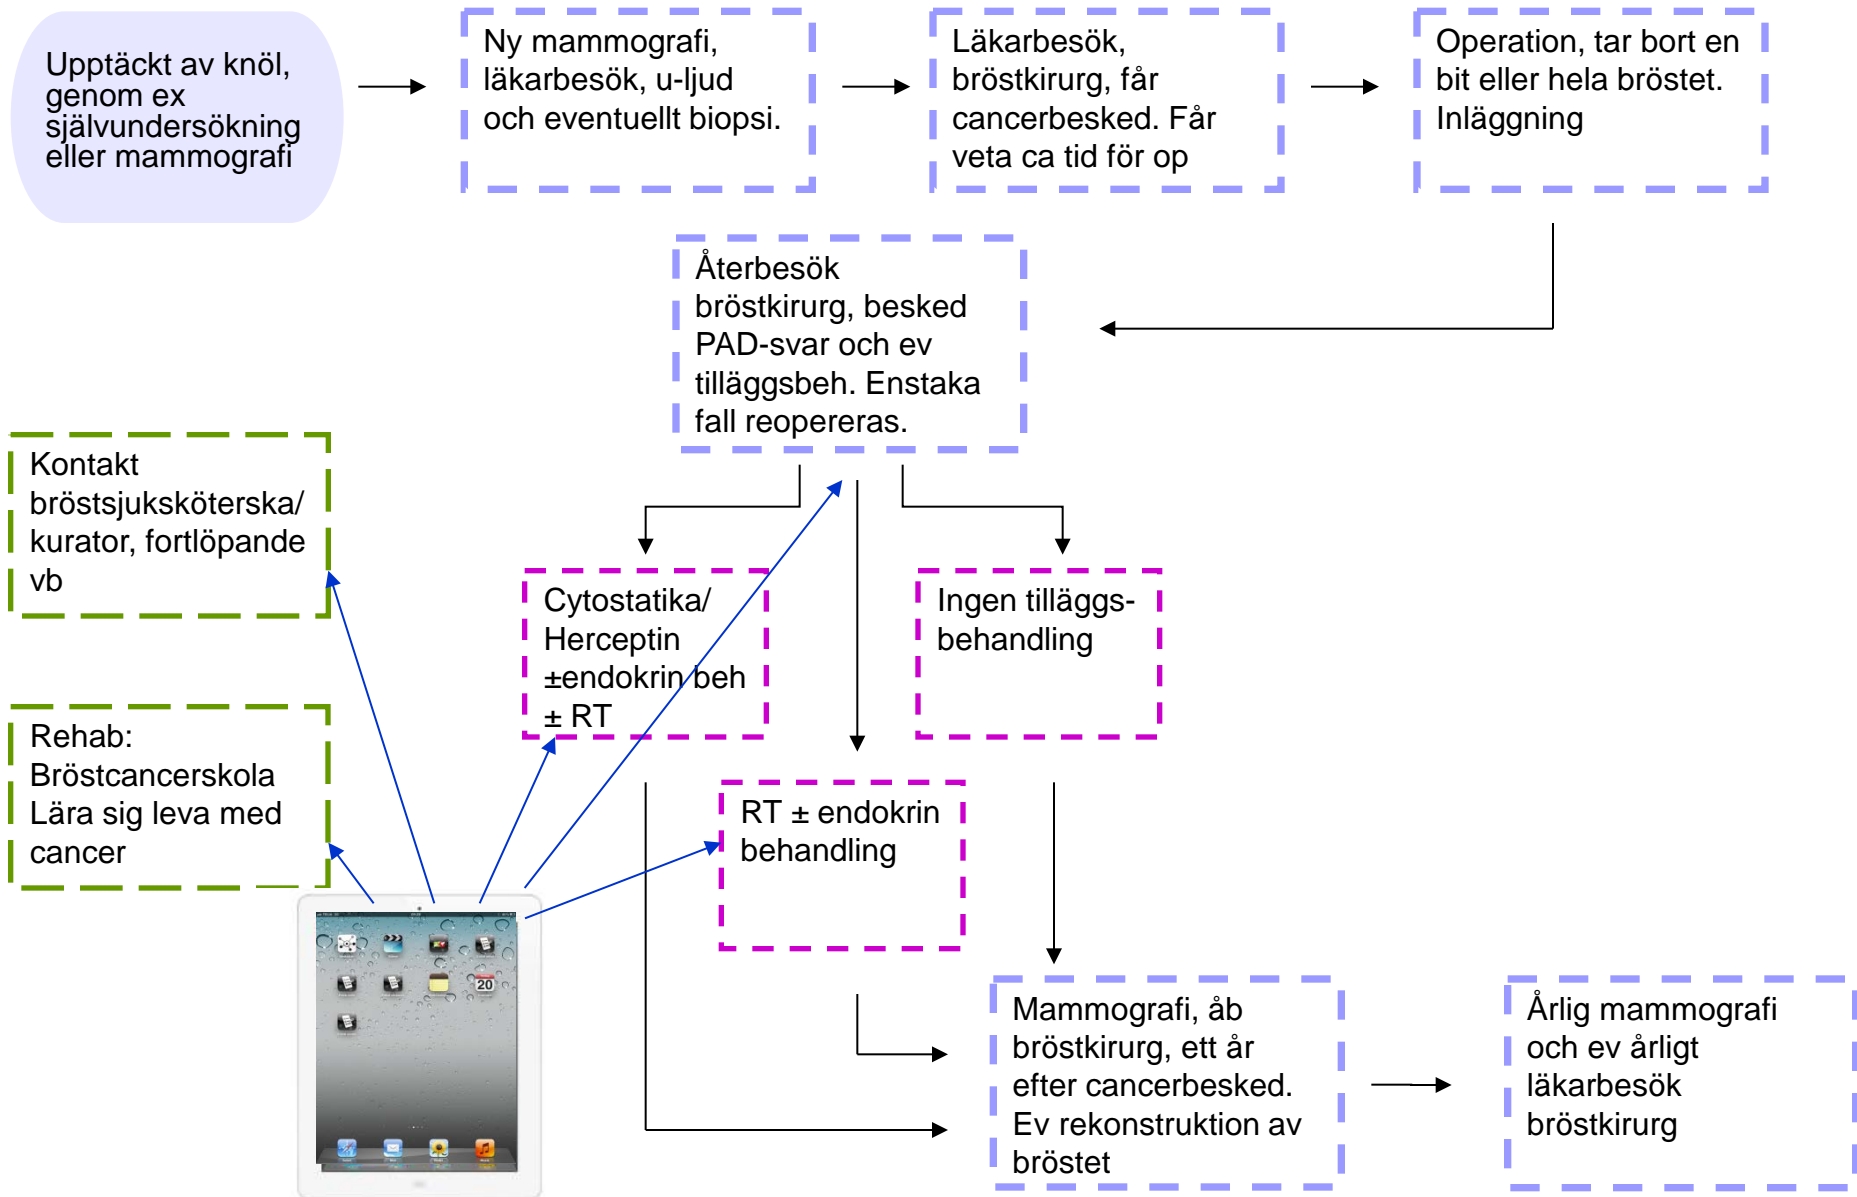 Upptäckt av knöl,
genom ex
självundersökning
eller mammografi
Ny mammografi,
läkarbesök, u-ljud
och eventuellt biopsi.
Läkarbesök,
bröstkirurg, får
cancerbesked. Får
veta ca tid för op
Operation, tar bort en
bit eller hela bröstet.
Inläggning
Återbesök
bröstkirurg, besked
PAD-svar och ev
tilläggsbeh. Enstaka
fall reopereras.
Kontakt
bröstsjuksköterska/
kurator, fortlöpande
vb
Cytostatika/
Herceptin
±endokrin beh
± RT
Ingen tilläggs-
behandling
Rehab:
Bröstcancerskola
Lära sig leva med
cancer
RT ± endokrin
behandling
20
Mammografi, åb
bröstkirurg, ett år
efter cancerbesked.
Ev rekonstruktion av
bröstet
Årlig mammografi
och ev årligt
läkarbesök
bröstkirurg